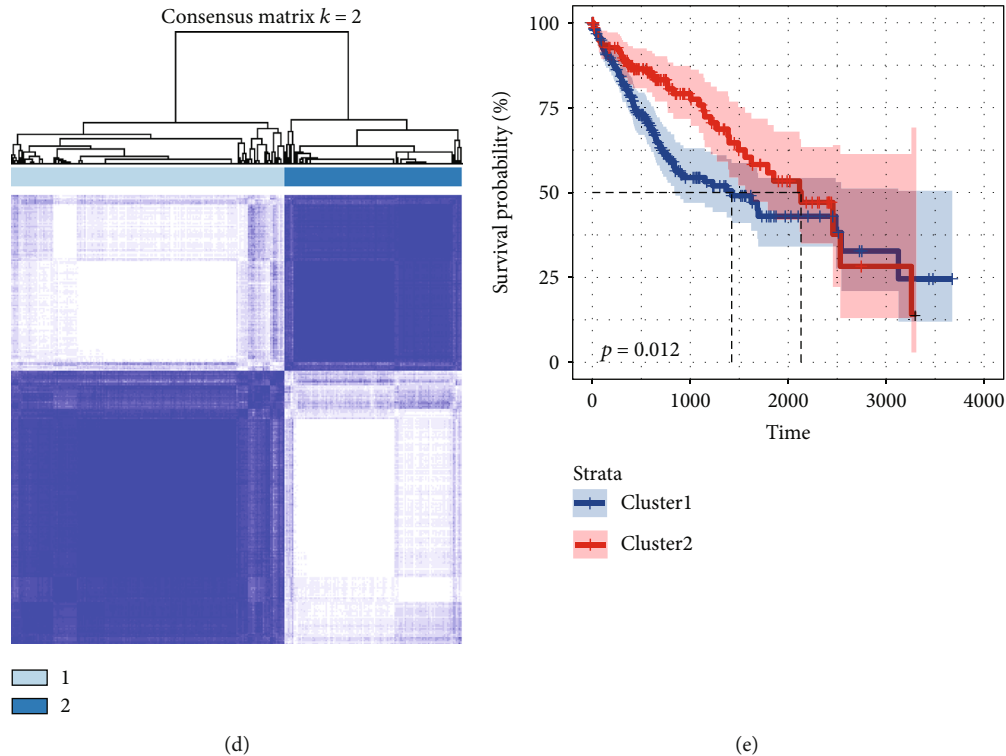 Consensus matrix k = 2
1
2
(d)
Survival probability (%)
100
75
50
25
0
p = 0.012
0
1000
2000
3000
4000
Time
Strata
Cluster1
Cluster2
(e)